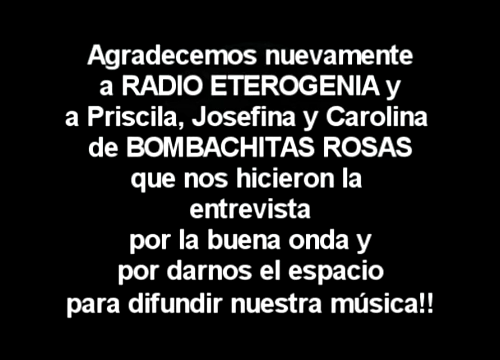 Agradecemos nuevamente
a RADIO ETEROGENIA y
a Priscila, Josefina y Carolina
de BOMBACHITAS ROSAS
que nos hicieron la
entrevista
por la buena onda y
por darnos el espacio
para difundir nuestra música!!